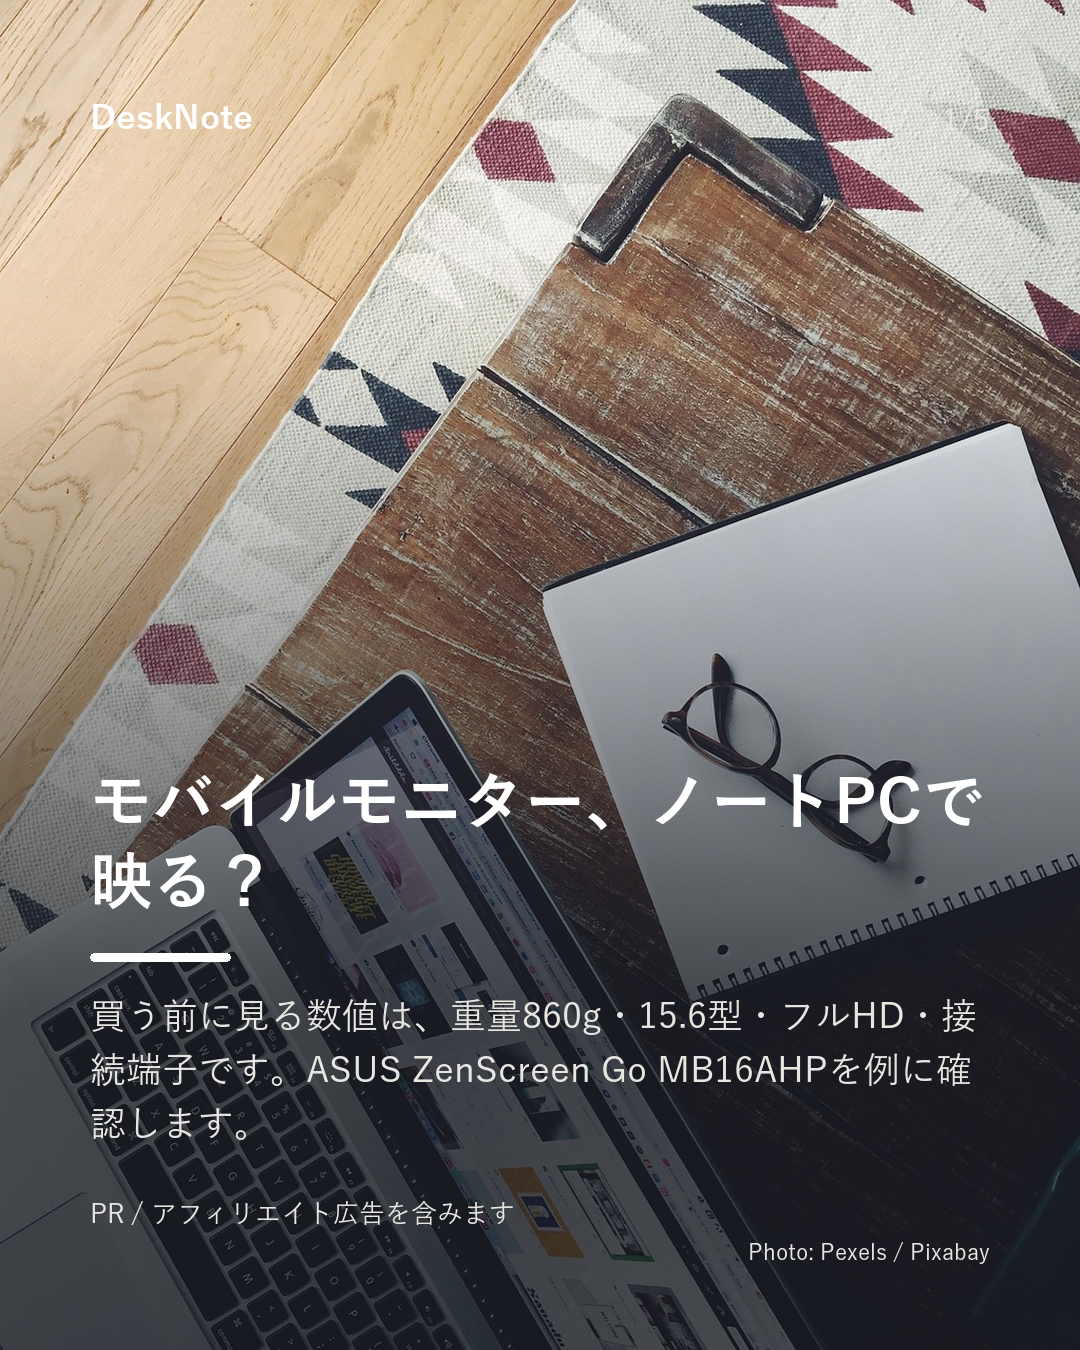 DeskNote
1/5
モバイルモニター、ノートPCで
映る？
買う前に見る数値は、重量860g・15.6型・フルHD・接
続端子です。ASUS ZenScreen Go MB16AHPを例に確
認します。
PR / アフィリエイト広告を含みます
Photo: Pexels / Pixabay